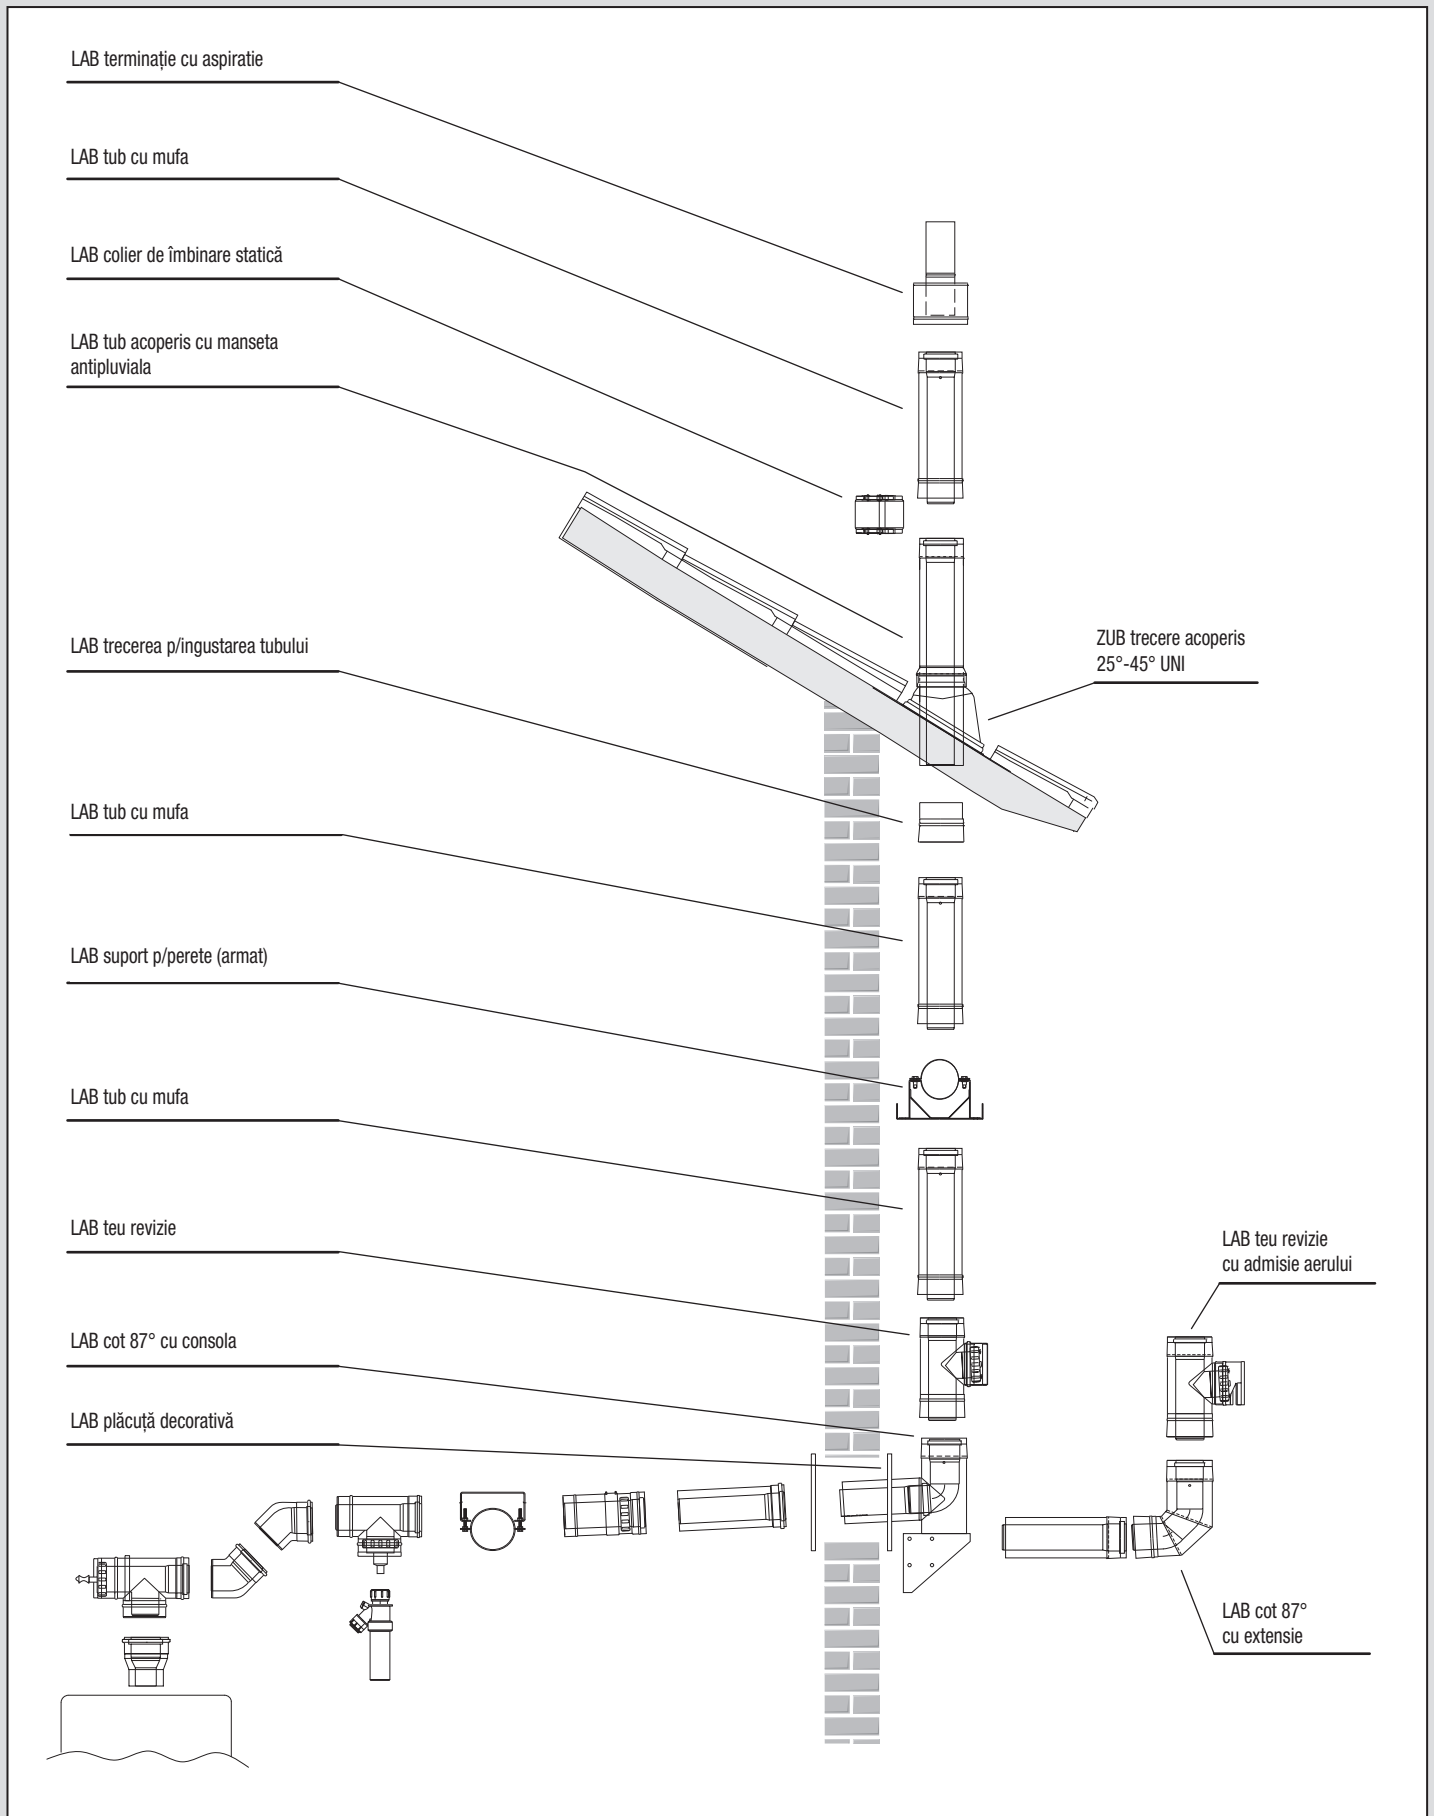 LAB terminație cu aspiratie
LAB tub cu mufa
LAB colier de îmbinare statică
LAB tub acoperis cu manseta
antipluviala
LAB trecerea p/ingustarea tubului
ZUB trecere acoperis
25°-45° UNI
LAB tub cu mufa
LAB suport p/perete (armat)
LAB tub cu mufa
LAB teu revizie
LAB teu revizie
cu admisie aerului
LAB cot 87° cu consola
LAB plăcuță decorativă
LAB cot 87°
cu extensie